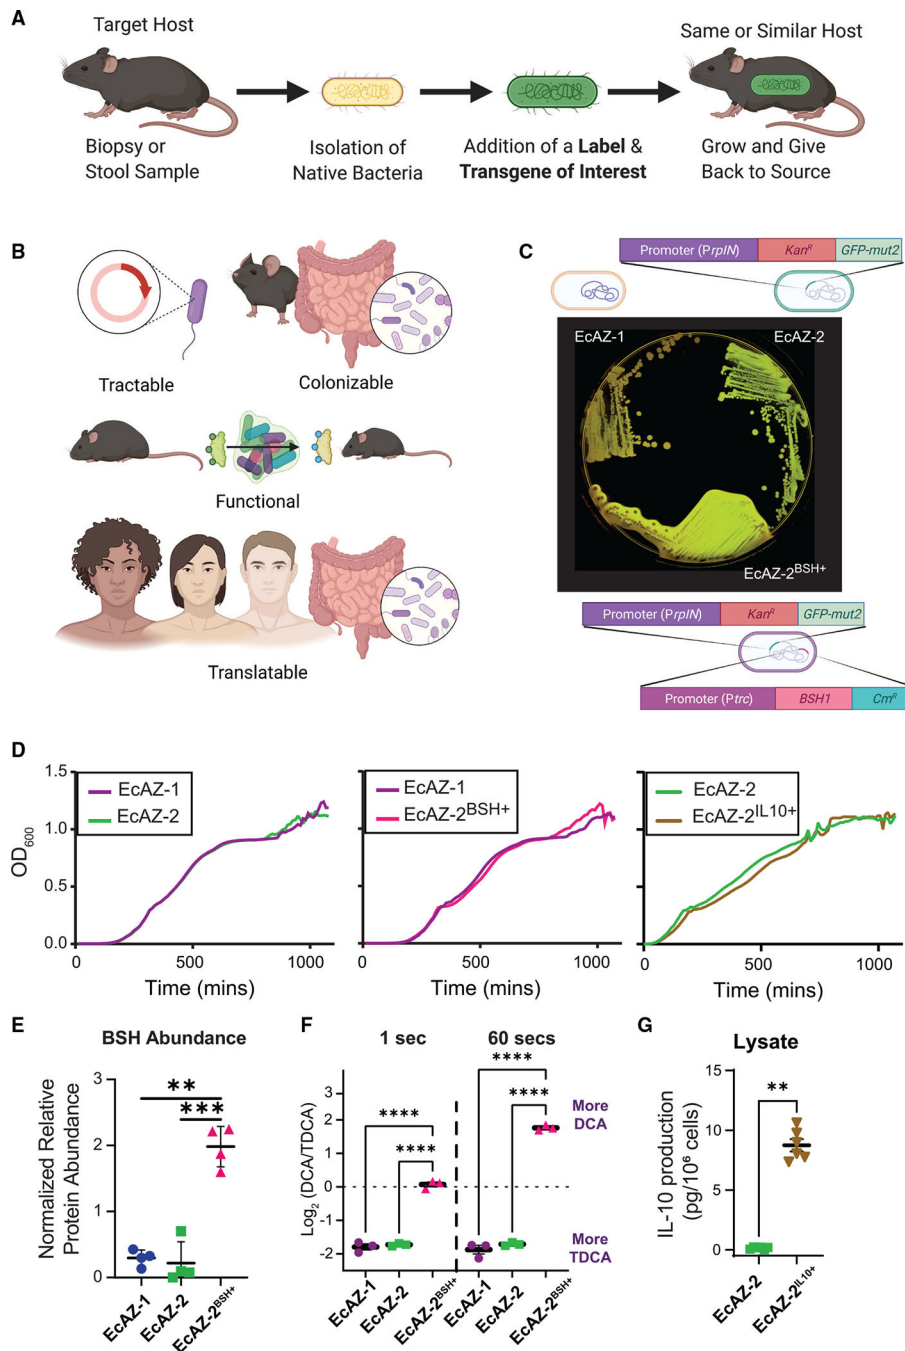 A
Target Host
Same or Similar Host
Biopsy or
Stool Sample
Isolation of
Native Bacteria
Addition of a Label &
Transgene of Interest
Grow and Give
Back to Source
B
Tractable
Colonizable
Functional
Translatable
C
Promoter (PrplN)
KanR
GFP-mut2
EcAZ-1
EcAZ-2
EcAZ-2BSH+
Promoter (PrplN)
KanR
GFP-mut2
Promoter (Ptrc)
BSH1
CmR
D
OD600
1.5
1.0
0.5
0.0
EcAZ-1
EcAZ-2
0
500
1000
Time (mins)
EcAZ-1
EcAZ-2BSH+
0
500
1000
Time (mins)
EcAZ-2
EcAZ-2IL10+
0
500
1000
Time (mins)
E
BSH Abundance
Normalized Relative
Protein Abundance
3
2
1
0
**
***
EcAZ-1
EcAZ-2
EcAZ-2BSH+
F
1 sec
60 secs
Log2 (DCA/TDCA)
3
2
1
0
-1
-2
****
****
****
****
More
DCA
More
TDCA
EcAZ-1
EcAZ-2
EcAZ-2BSH+
EcAZ-1
EcAZ-2
EcAZ-2BSH+
G
Lysate
IL-10 production
(pg/10⁶ cells)
15
10
5
0
**
EcAZ-2
EcAZ-2IL10+